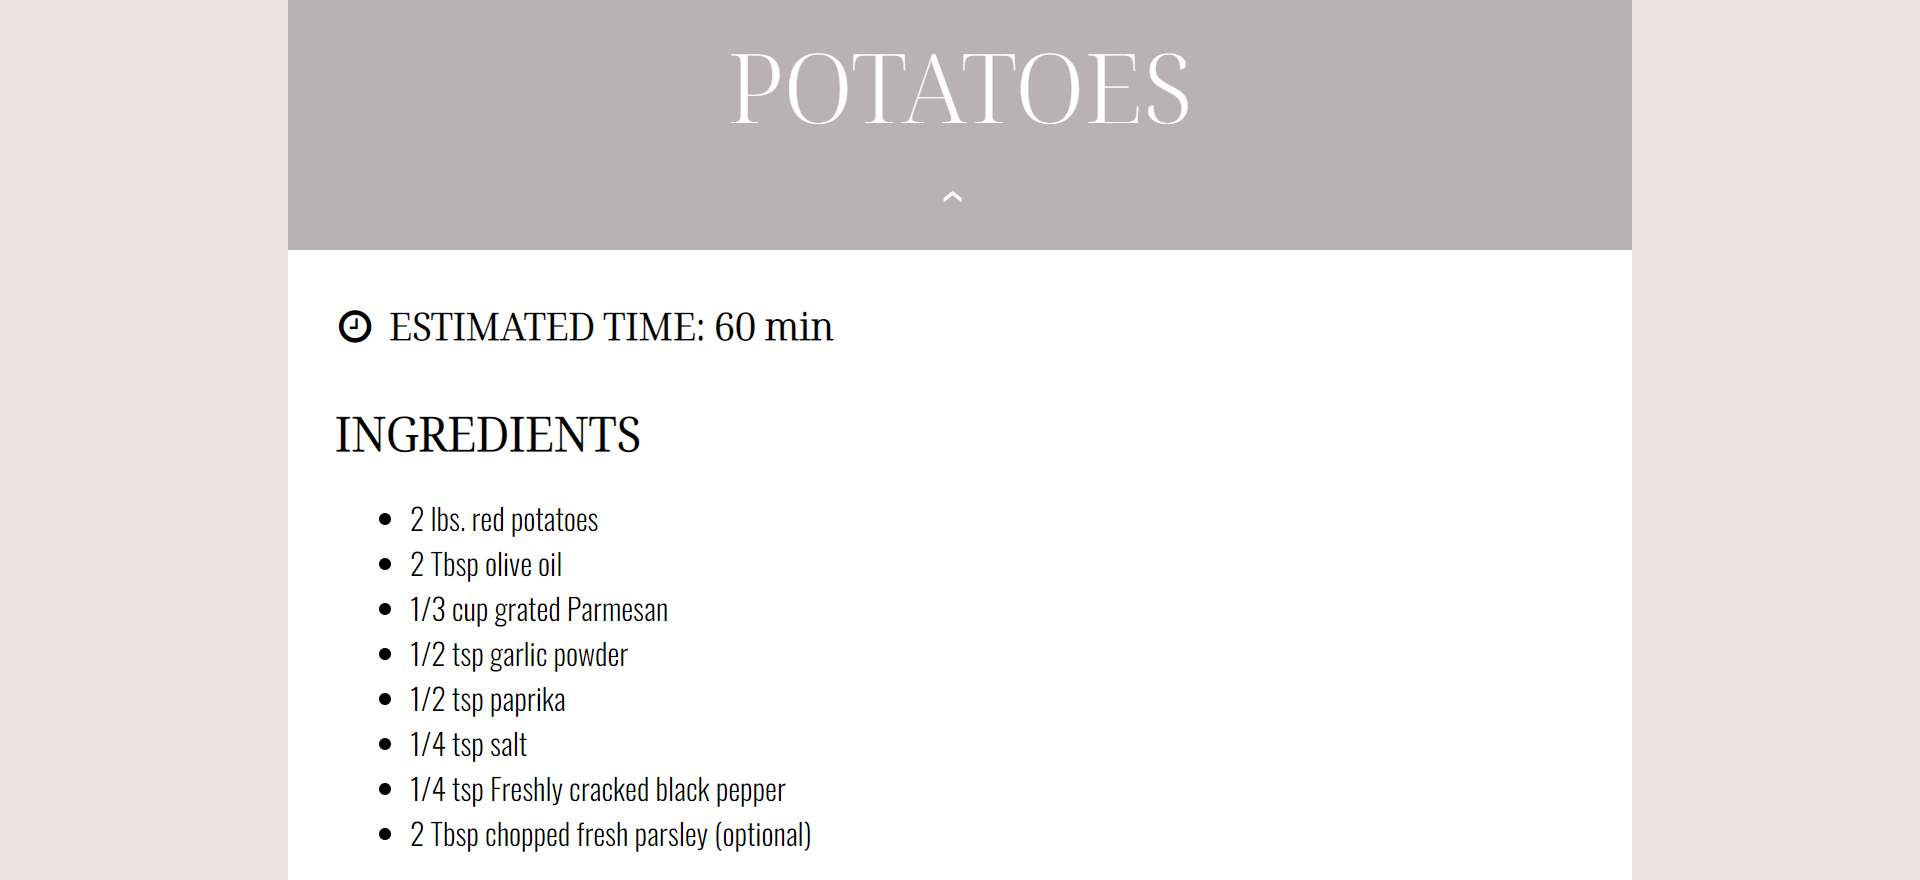 POTATOES
ESTIMATED TIME: 60 min
INGREDIENTS
2 lbs. red potatoes
2 Tbsp olive oil
1/3 cup grated Parmesan
1/2 tsp garlic powder
1/2 tsp paprika
1/4 tsp salt
1/4 tsp Freshly cracked black pepper
2 Tbsp chopped fresh parsley (optional)